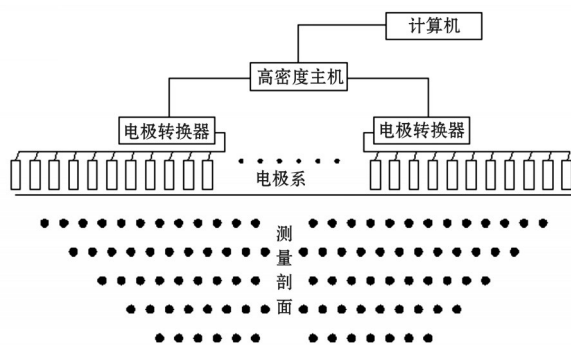 计算机
高密度主机
电极转换器
电极转换器
电极系
测量剖面